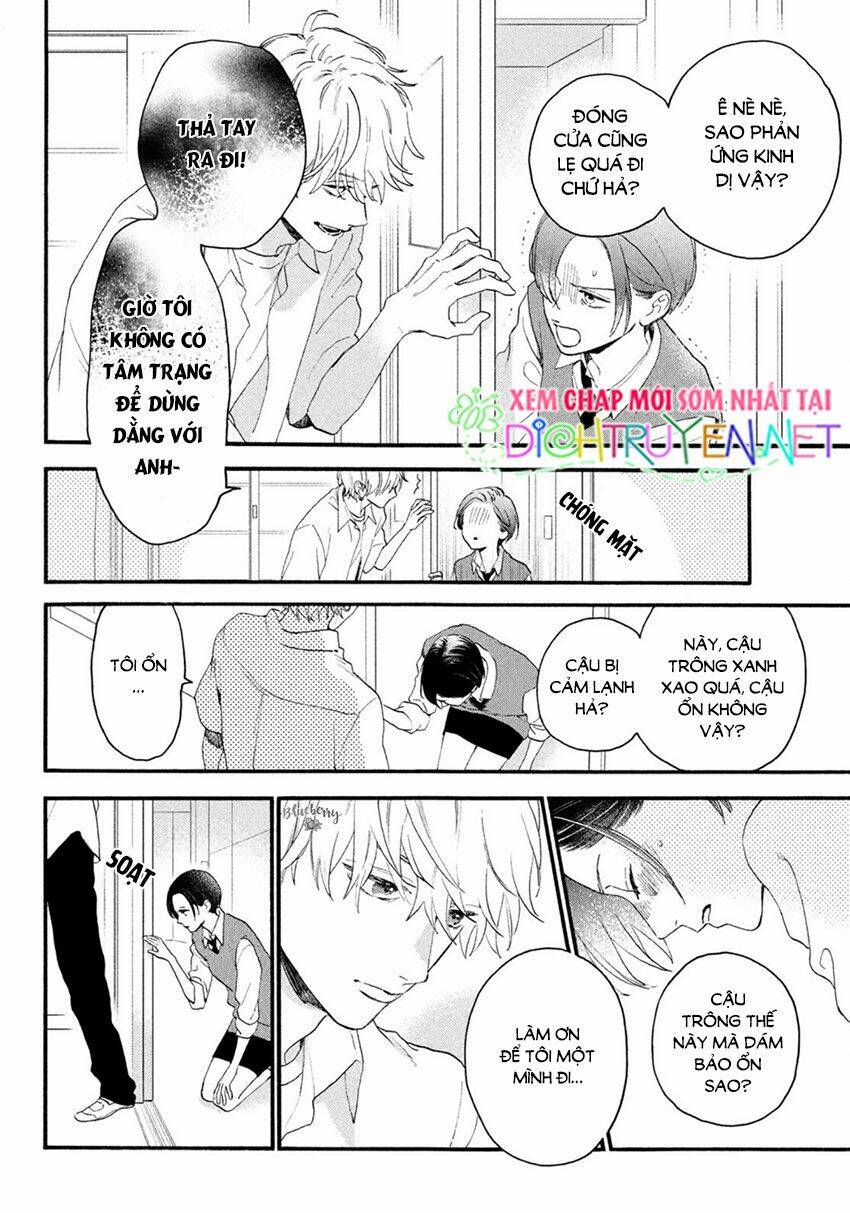 Ê NÈ NÈ,
SAO PHẢN
ỨNG KINH
DỊ VẬY?
ĐÓNG
CỬA CŨNG
LẸ QUÁ ĐI
CHỨ HẢ?
THẢ TAY
RA ĐI!
GIỜ TÔI
KHÔNG CÓ
TÂM TRẠNG
ĐỂ DÙNG
DẰNG VỚI
ANH-
XEM CHAP MỚI SỚM NHẤT TẠI
DICHTRUYEN.NET
CHÓNG MẶT
NÀY, CẬU
TRÔNG XANH
XAO QUÁ, CẬU
ỔN KHÔNG
VẬY?
CẬU BỊ
CẢM LẠNH
HẢ?
TÔI ỔN
...
CẬU
TRÔNG THẾ
NÀY MÀ DÁM
BẢO ỔN
SAO?
Blueberry
LÀM ƠN
ĐỂ TÔI MỘT
MÌNH ĐI...
SOẠT